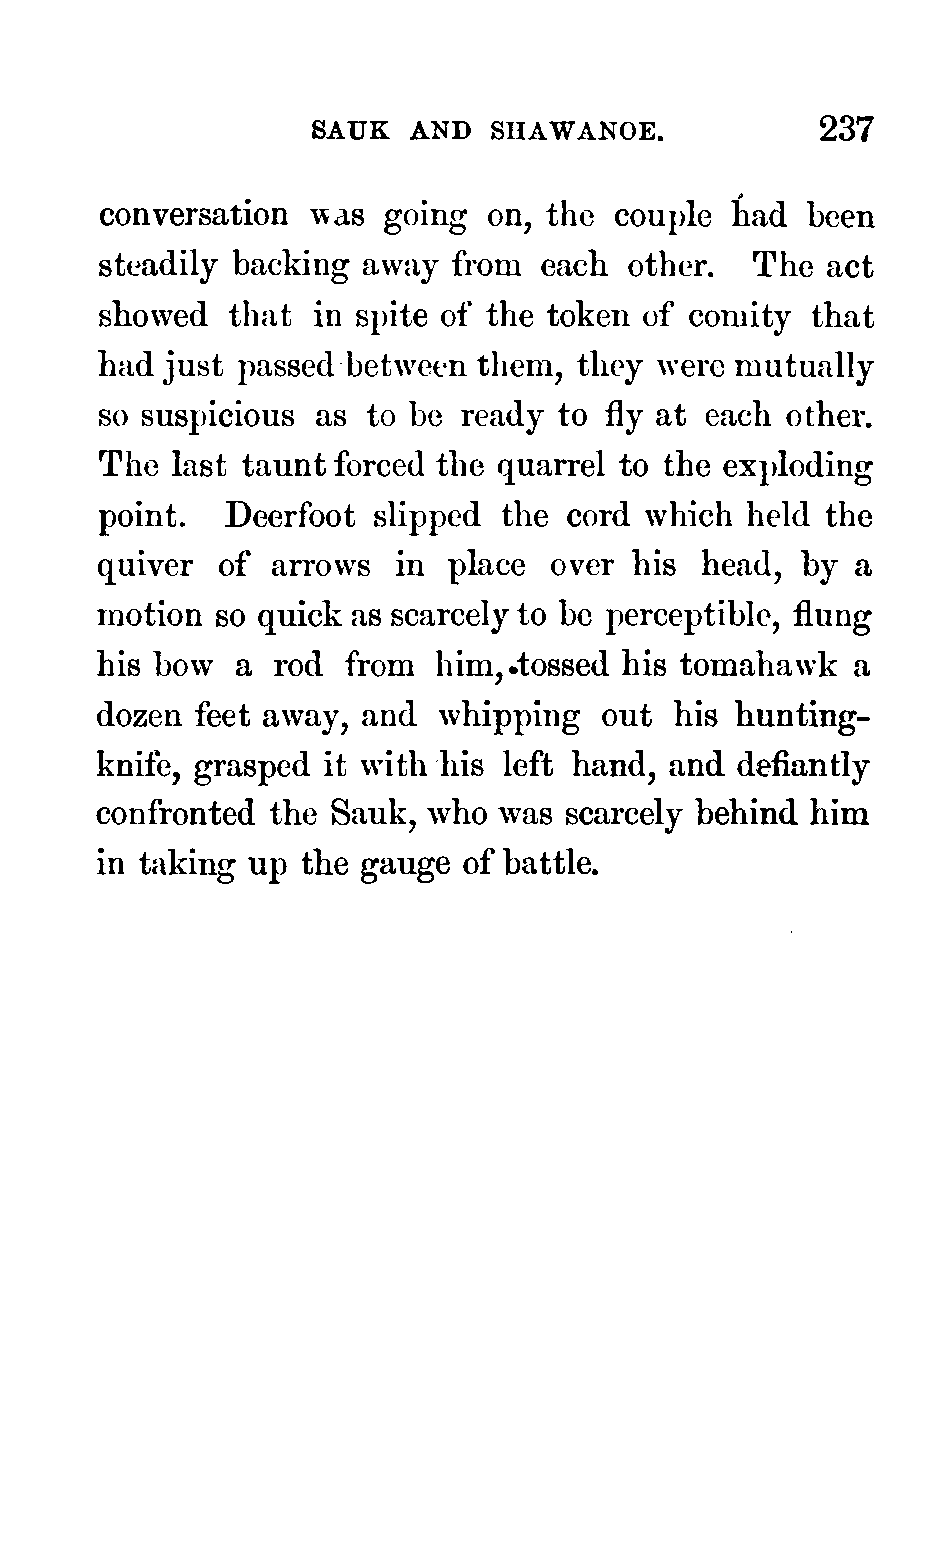 SAUK AND SHAWANOE. 237
conversation was going on, the couple had been
steadily backing away from each other. The act
showed that in spite of the token of comity that
had just passed between them, they were mutually
so suspicious as to be ready to fly at each other.
The last taunt forced the quarrel to the exploding
point. Deerfoot slipped the cord which held the
quiver of arrows in place over his head, by a
motion so quick as scarcely to be perceptible, flung
his bow a rod from him, tossed his tomahawk a
dozen feet away, and whipping out his hunting-
knife, grasped it with his left hand, and defiantly
confronted the Sauk, who was scarcely behind him
in taking up the gauge of battle.